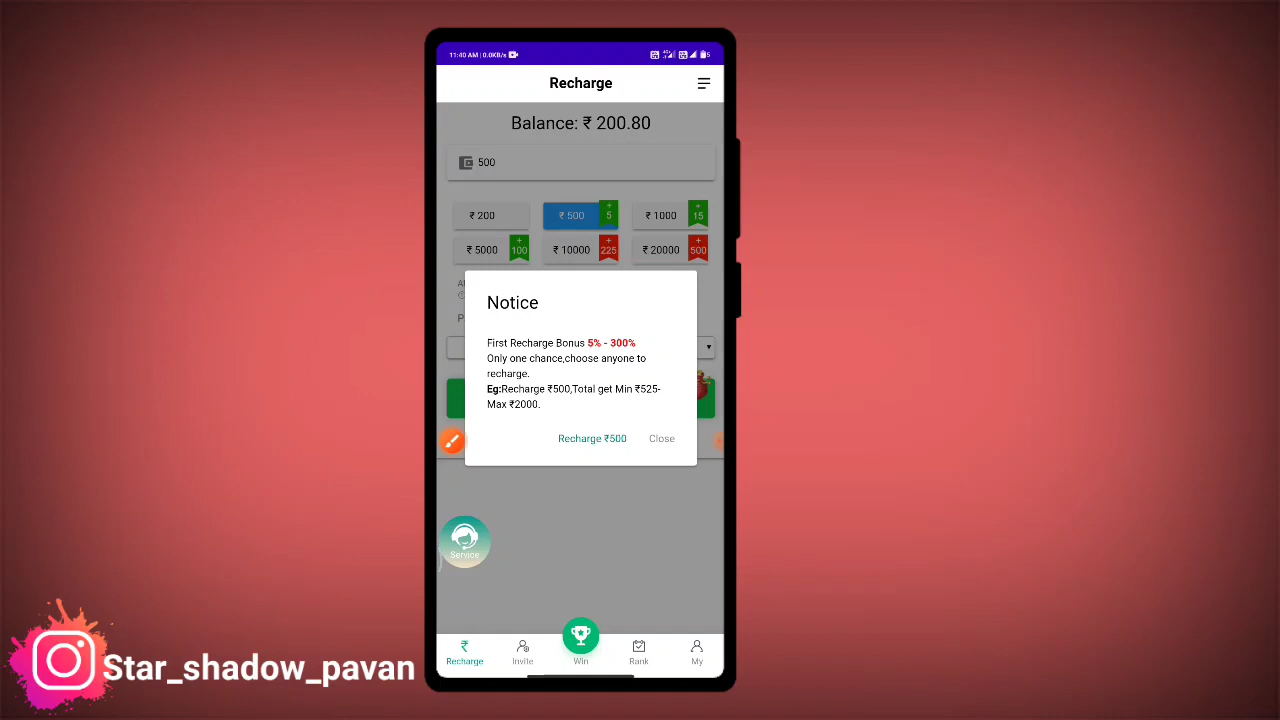 11:40 AM | 0.0KB/s
Recharge
Balance: ₹ 200.80
500
₹ 200
₹ 500
+
5
₹ 1000
+
15
₹ 5000
+
100
₹ 10000
+
225
₹ 20000
+
500
Notice
First Recharge Bonus 5% - 300%
Only one chance,choose anyone to
recharge.
Eg:Recharge ₹500,Total get Min ₹525-
Max ₹2000.
Recharge ₹500
Close
Service
Recharge
Invite
Win
Rank
My
Star_shadow_pavan